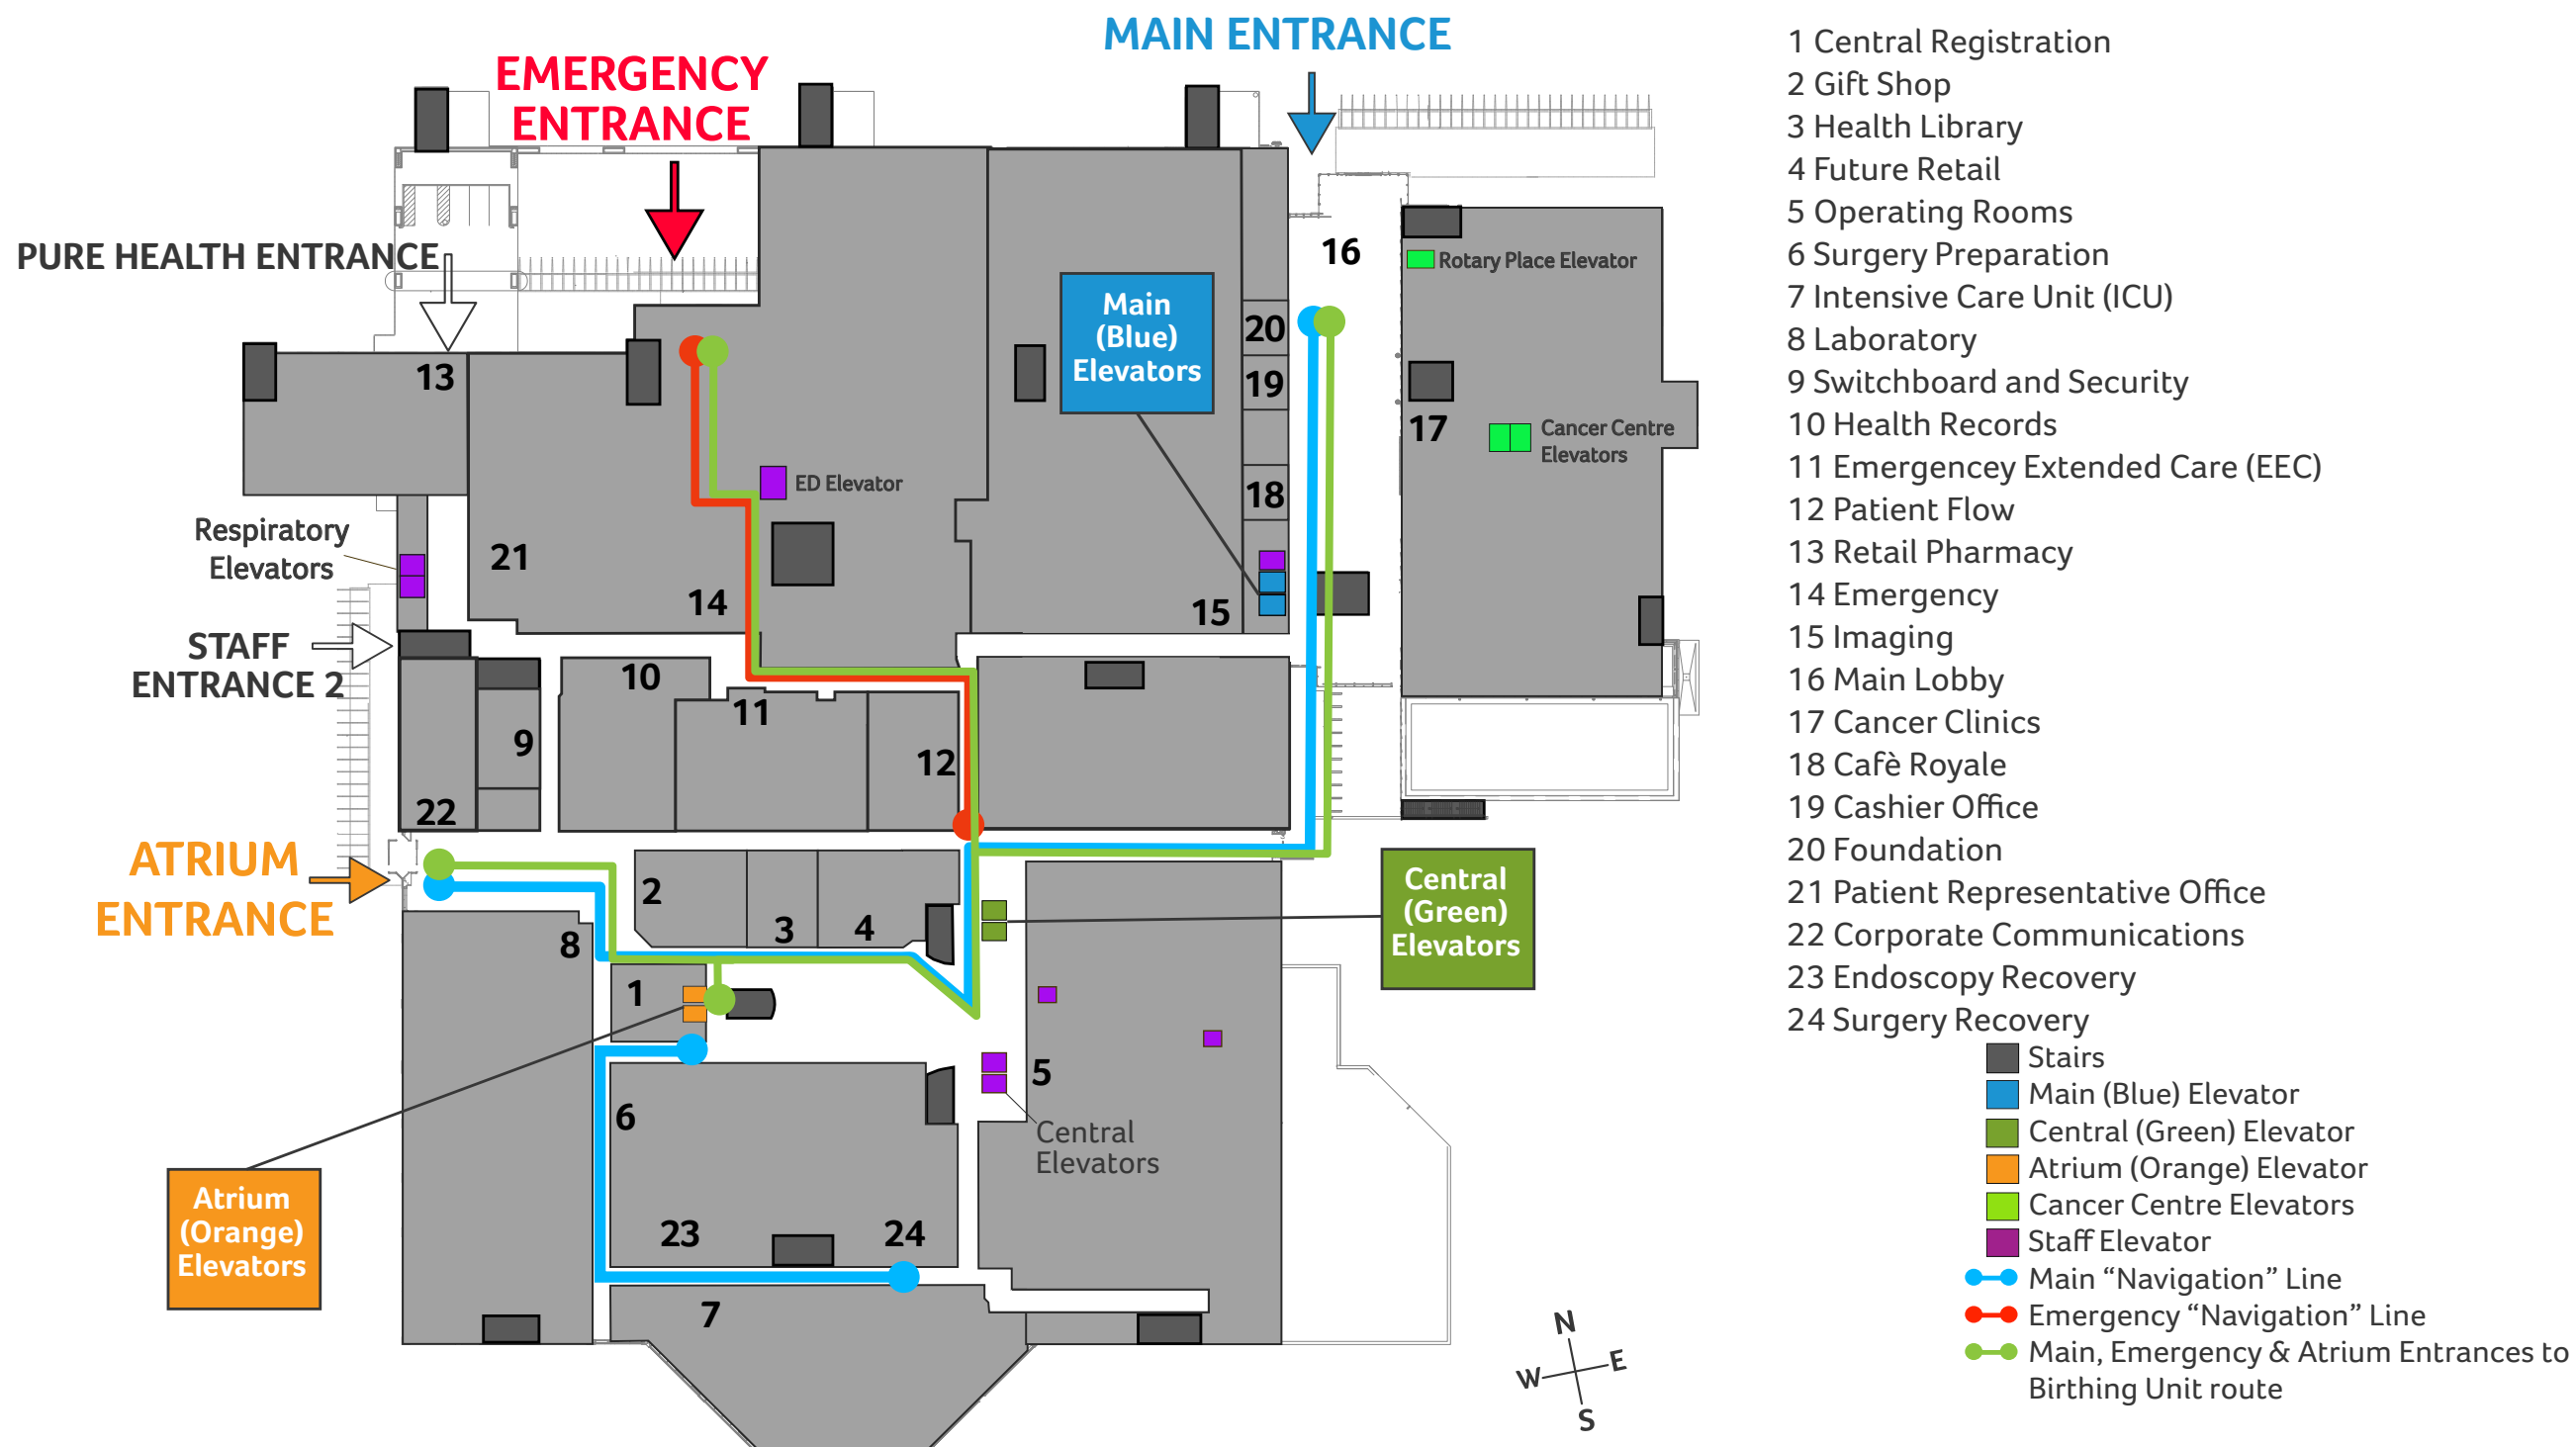 MAIN ENTRANCE
EMERGENCY
ENTRANCE
PURE HEALTH ENTRANCE
16
Rotary Place Elevator
Main
(Blue)
Elevators
20
13
19
17
Cancer Centre
Elevators
ED Elevator
18
Respiratory
Elevators
21
14
15
STAFF
ENTRANCE 2
10
11
9
12
22
ATRIUM
ENTRANCE
2
3
4
8
Central
(Green)
Elevators
1
5
6
Central
Elevators
Atrium
(Orange)
Elevators
23
24
7
N
W
E
S
1 Central Registration
2 Gift Shop
3 Health Library
4 Future Retail
5 Operating Rooms
6 Surgery Preparation
7 Intensive Care Unit (ICU)
8 Laboratory
9 Switchboard and Security
10 Health Records
11 Emergencey Extended Care (EEC)
12 Patient Flow
13 Retail Pharmacy
14 Emergency
15 Imaging
16 Main Lobby
17 Cancer Clinics
18 Cafè Royale
19 Cashier Office
20 Foundation
21 Patient Representative Office
22 Corporate Communications
23 Endoscopy Recovery
24 Surgery Recovery
Stairs
Main (Blue) Elevator
Central (Green) Elevator
Atrium (Orange) Elevator
Cancer Centre Elevators
Staff Elevator
Main “Navigation” Line
Emergency “Navigation” Line
Main, Emergency & Atrium Entrances to
Birthing Unit route